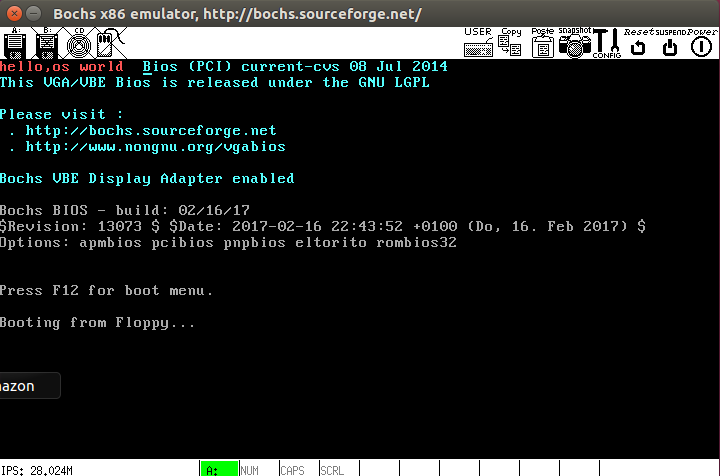 Bochs x86 emulator, http://bochs.sourceforge.net/
A: B: CD USER Copy Paste snapshot CONFIG Reset SUSPEND Power
hello,os world Bios (PCI) current-cvs 08 Jul 2014
This VGA/VBE Bios is released under the GNU LGPL
Please visit :
. http://bochs.sourceforge.net
. http://www.nongnu.org/vgabios
Bochs VBE Display Adapter enabled
Bochs BIOS - build: 02/16/17
$Revision: 13073 $ $Date: 2017-02-16 22:43:52 +0100 (Do, 16. Feb 2017) $
Options: apmbios pcibios pnpbios eltorito rombios32
Press F12 for boot menu.
Booting from Floppy...
azon
IPS: 28.024M A: NUM CAPS SCRL